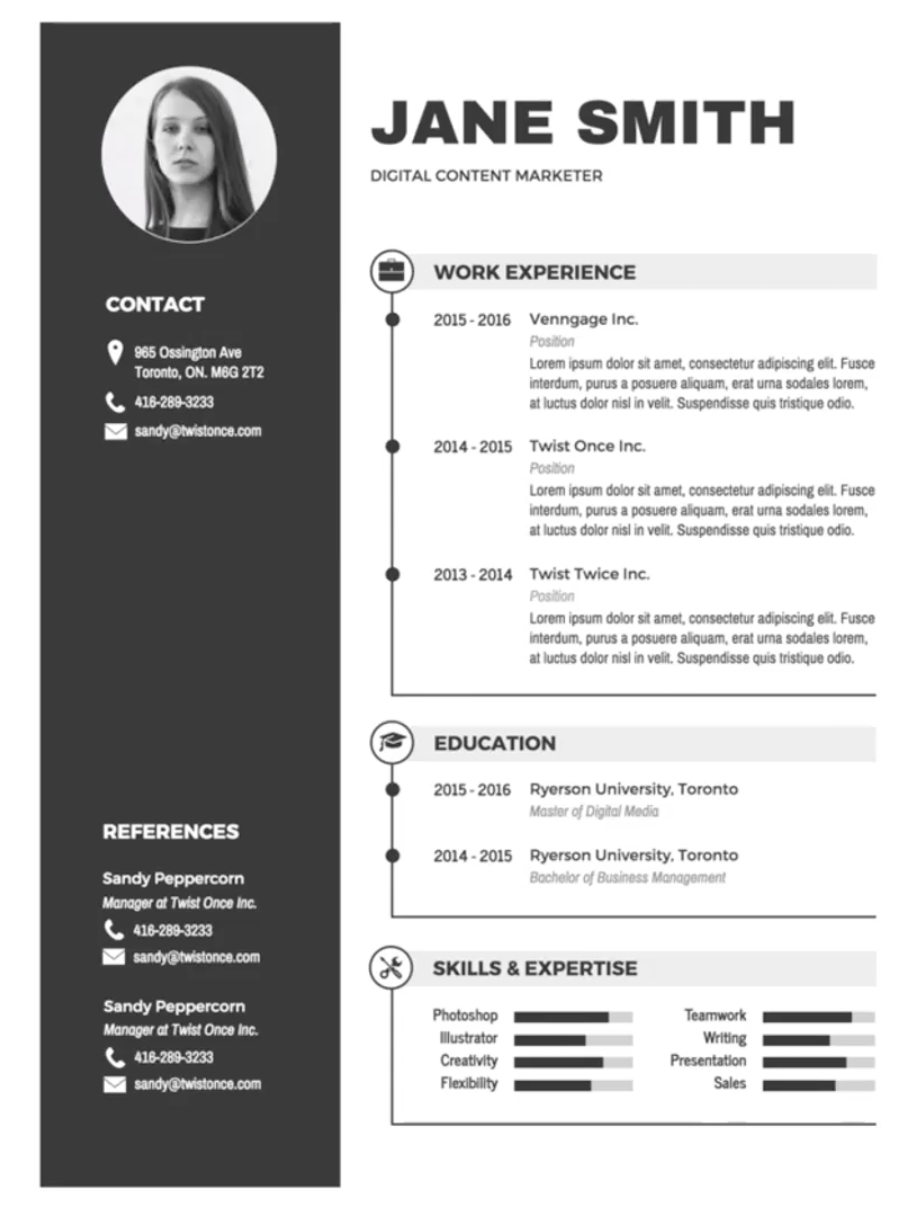 JANE SMITH
DIGITAL CONTENT MARKETER
CONTACT
965 Ossington Ave
Toronto, ON. M6G 2T2
416-289-3233
sandy@twistonce.com
REFERENCES
Sandy Peppercorn
Manager at Twist Once Inc.
416-289-3233
sandy@twistonce.com
Sandy Peppercorn
Manager at Twist Once Inc.
416-289-3233
sandy@twistonce.com
WORK EXPERIENCE
2015 - 2016 Venngage Inc.
Position
Lorem ipsum dolor sit amet, consectetur adipiscing elit. Fusce
interdum, purus a posuere aliquam, erat urna sodales lorem,
at luctus dolor nisl in velit. Suspendisse quis tristique odio.
2014 - 2015 Twist Once Inc.
Position
Lorem ipsum dolor sit amet, consectetur adipiscing elit. Fusce
interdum, purus a posuere aliquam, erat urna sodales lorem,
at luctus dolor nisl in velit. Suspendisse quis tristique odio.
2013 - 2014 Twist Twice Inc.
Position
Lorem ipsum dolor sit amet, consectetur adipiscing elit. Fusce
interdum, purus a posuere aliquam, erat urna sodales lorem,
at luctus dolor nisl in velit. Suspendisse quis tristique odio.
EDUCATION
2015 - 2016 Ryerson University, Toronto
Master of Digital Media
2014 - 2015 Ryerson University, Toronto
Bachelor of Business Management
SKILLS & EXPERTISE
Photoshop Teamwork
Illustrator Writing
Creativity Presentation
Flexibility Sales